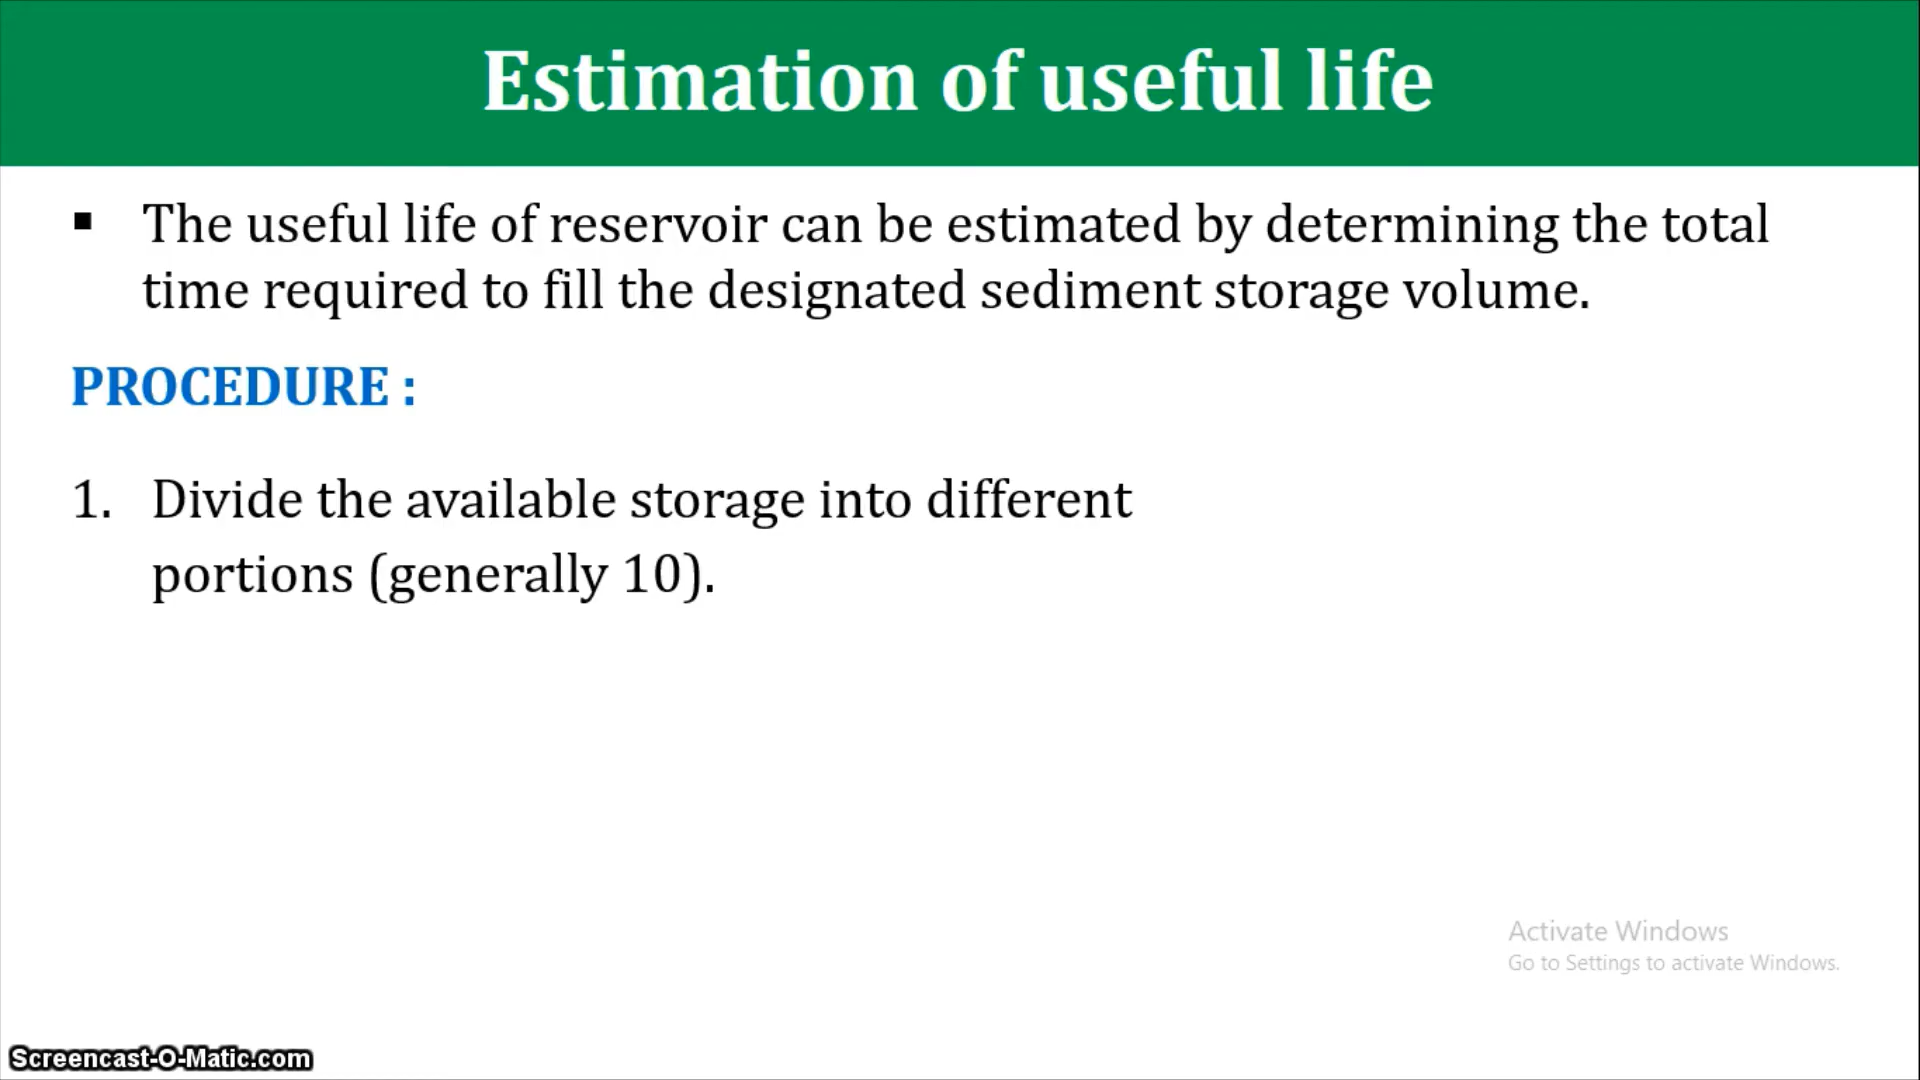 Estimation of useful life
▪ The useful life of reservoir can be estimated by determining the total
time required to fill the designated sediment storage volume.
PROCEDURE :
1. Divide the available storage into different
portions (generally 10).
Activate Windows
Go to Settings to activate Windows.
Screencast-O-Matic.com